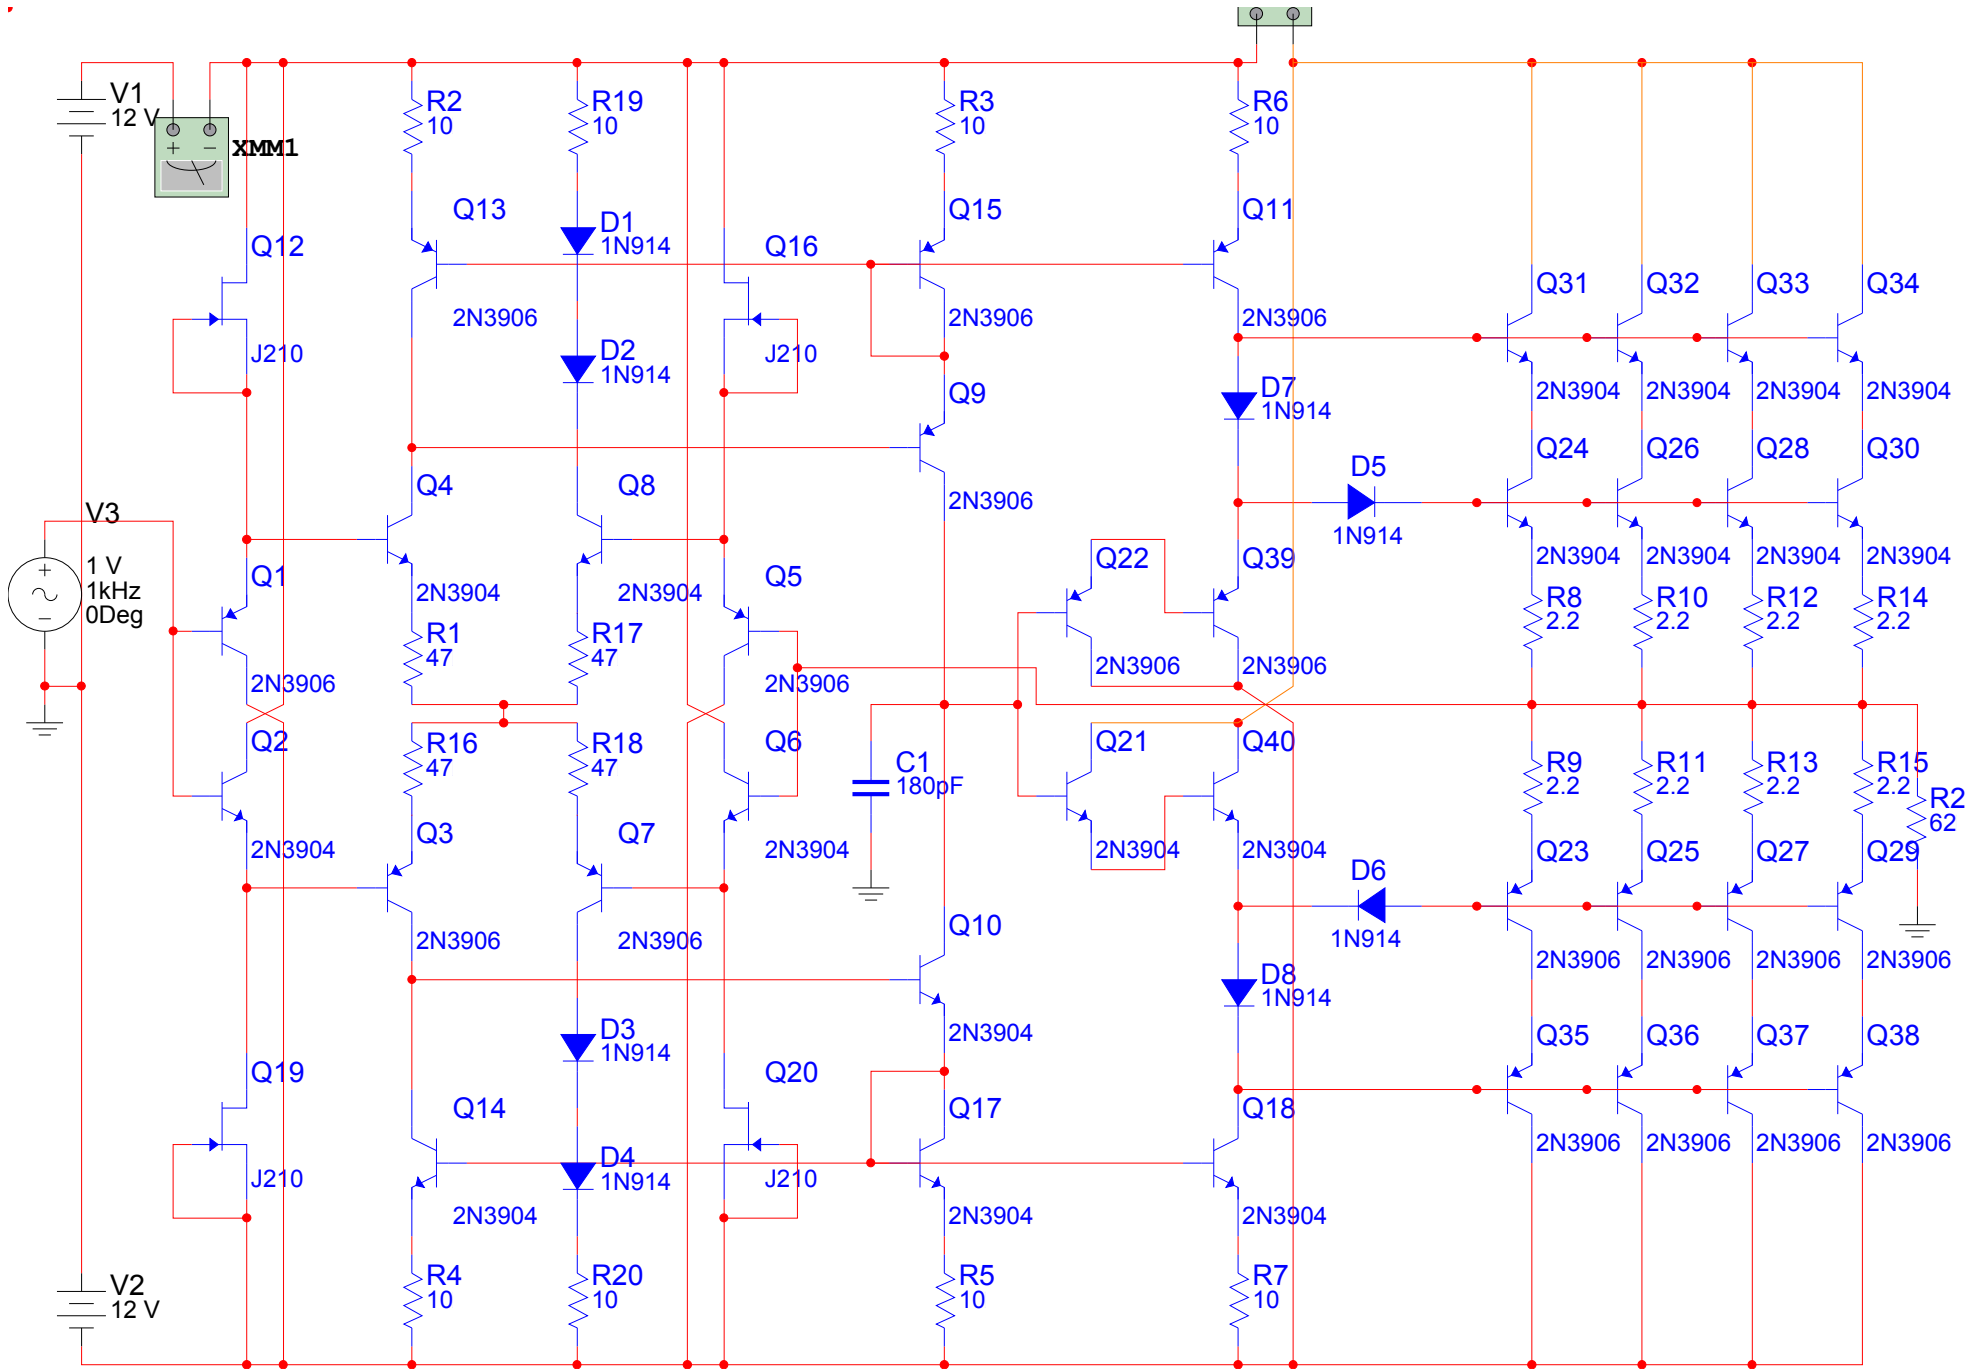 V1
12 V
XMM1
R2
10
R19
10
R3
10
R6
10
Q13
2N3906
D1
1N914
Q12
J210
Q16
J210
Q15
2N3906
Q11
2N3906
D2
1N914
Q31
2N3904
Q32
2N3904
Q33
2N3904
Q34
2N3904
Q9
2N3906
D7
1N914
D5
1N914
Q24
2N3904
Q26
2N3904
Q28
2N3904
Q30
2N3904
Q4
2N3904
Q8
2N3904
V3
1 V
1kHz
0Deg
Q1
2N3906
Q5
2N3906
R1
47
R17
47
Q22
2N3906
Q39
2N3906
R8
2.2
R10
2.2
R12
2.2
R14
2.2
Q2
2N3904
R16
47
R18
47
Q6
2N3904
C1
180pF
Q21
2N3904
Q40
2N3904
R9
2.2
R11
2.2
R13
2.2
R15
2.2
R2
62
Q3
2N3906
Q7
2N3906
D6
1N914
Q23
2N3906
Q25
2N3906
Q27
2N3906
Q29
2N3906
Q10
2N3904
D8
1N914
D3
1N914
Q19
J210
Q20
J210
Q35
2N3906
Q36
2N3906
Q37
2N3906
Q38
2N3906
Q14
2N3904
D4
1N914
Q17
2N3904
Q18
2N3904
V2
12 V
R4
10
R20
10
R5
10
R7
10